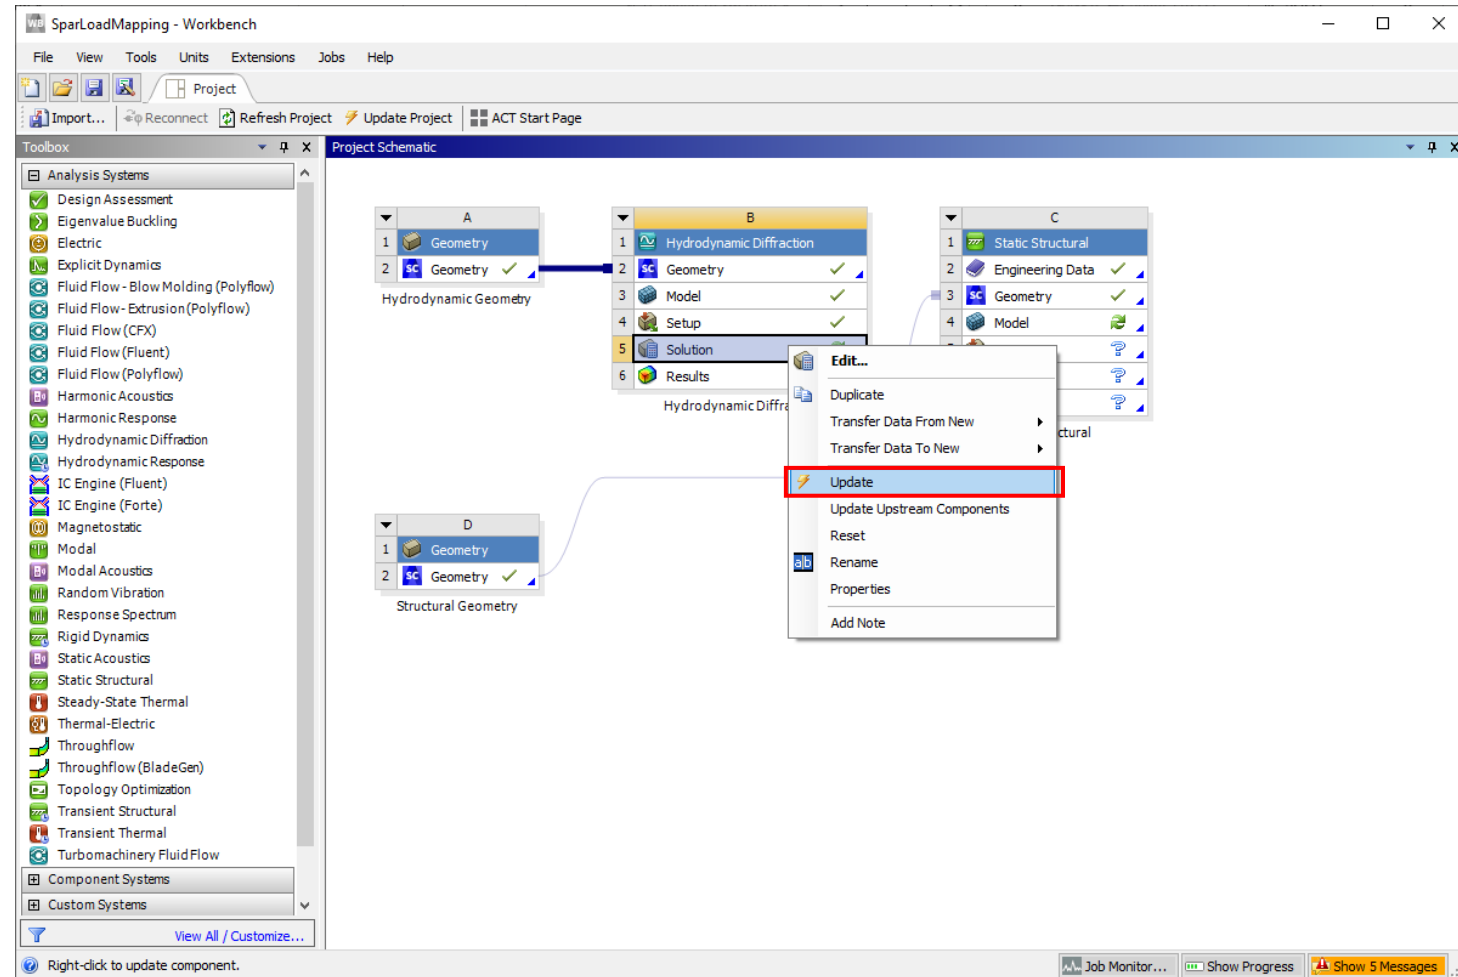 SparLoadMapping - Workbench
File View Tools Units Extensions Jobs Help
Project
Import... Reconnect Refresh Project Update Project ACT Start Page
Toolbox
Project Schematic
Analysis Systems
Design Assessment
Eigenvalue Buckling
Electric
Explicit Dynamics
Fluid Flow - Blow Molding (Polyflow)
Fluid Flow - Extrusion (Polyflow)
Fluid Flow (CFX)
Fluid Flow (Fluent)
Fluid Flow (Polyflow)
Harmonic Acoustics
Harmonic Response
Hydrodynamic Diffraction
Hydrodynamic Response
IC Engine (Fluent)
IC Engine (Forte)
Magnetostatic
Modal
Modal Acoustics
Random Vibration
Response Spectrum
Rigid Dynamics
Static Acoustics
Static Structural
Steady-State Thermal
Thermal-Electric
Throughflow
Throughflow (BladeGen)
Topology Optimization
Transient Structural
Transient Thermal
Turbomachinery Fluid Flow
Component Systems
Custom Systems
View All / Customize...
A
1 Geometry
2 SC Geometry
Hydrodynamic Geometry
B
1 Hydrodynamic Diffraction
2 SC Geometry
3 Model
4 Setup
5 Solution
6 Results
Hydrodynamic Diffra
C
1 Static Structural
2 Engineering Data
3 SC Geometry
4 Model
ctural
D
1 Geometry
2 SC Geometry
Structural Geometry
Edit...
Duplicate
Transfer Data From New
Transfer Data To New
Update
Update Upstream Components
Reset
a|b Rename
Properties
Add Note
Right-click to update component.
Job Monitor... Show Progress Show 5 Messages